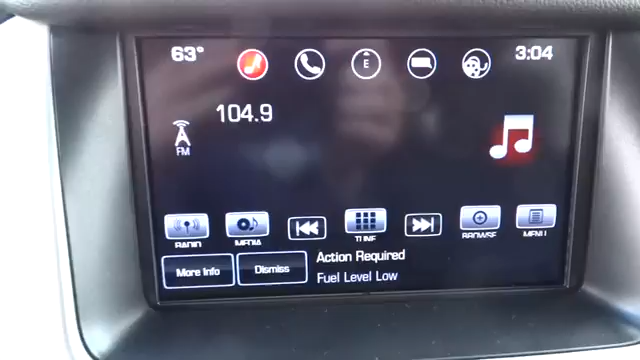 63° E 3:04
104.9
FM
RADIO MEDIA TUNE BROWSE MENU
More Info Dismiss Action Required
Fuel Level Low